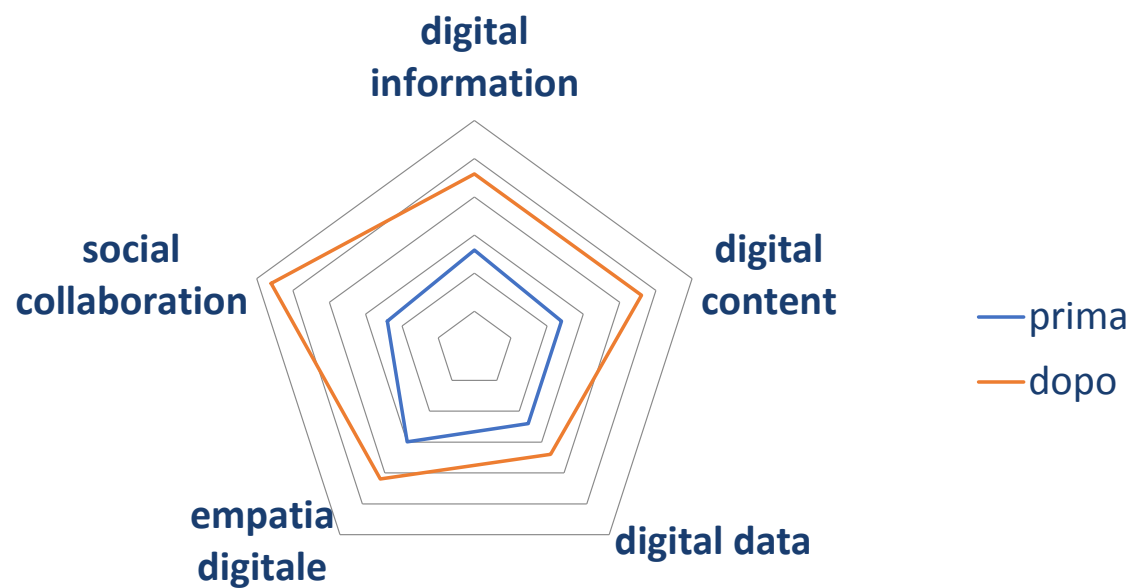 digital
information
digital
content
digital data
empatia
digitale
social
collaboration
prima
dopo